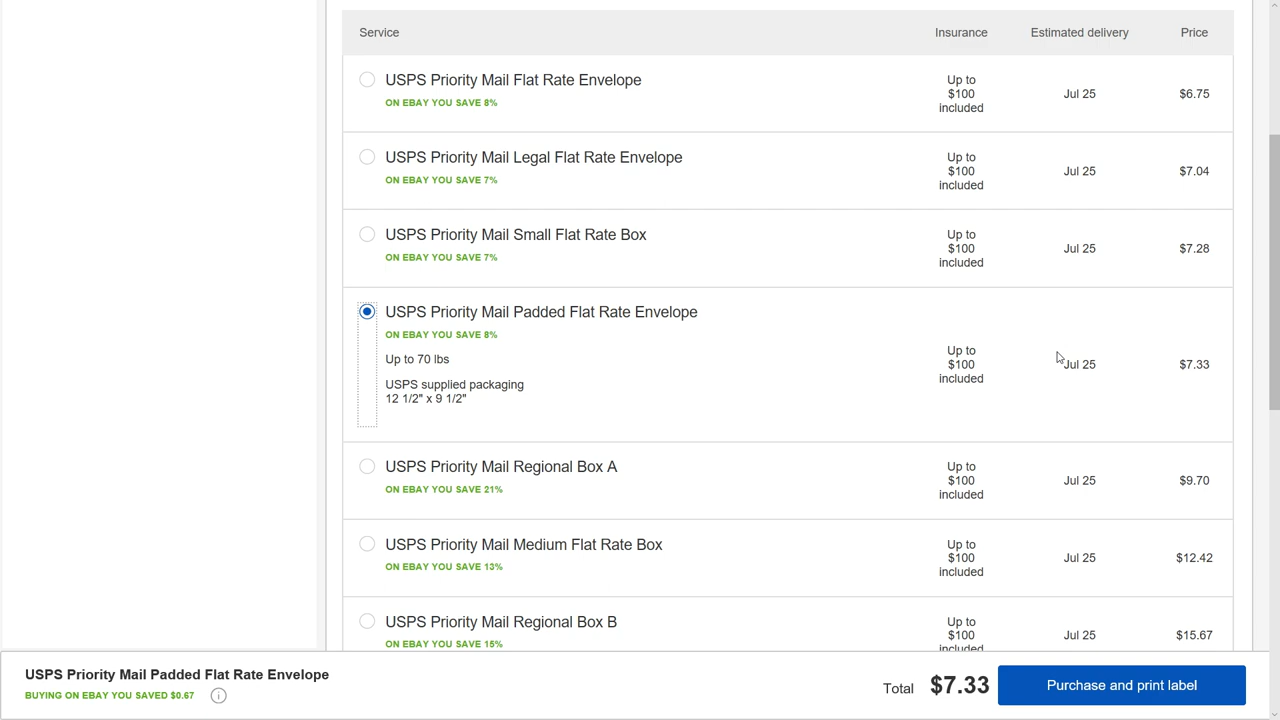 Service Insurance Estimated delivery Price
USPS Priority Mail Flat Rate Envelope
ON EBAY YOU SAVE 8%
Up to
$100
included
Jul 25
$6.75
USPS Priority Mail Legal Flat Rate Envelope
ON EBAY YOU SAVE 7%
Up to
$100
included
Jul 25
$7.04
USPS Priority Mail Small Flat Rate Box
ON EBAY YOU SAVE 7%
Up to
$100
included
Jul 25
$7.28
USPS Priority Mail Padded Flat Rate Envelope
ON EBAY YOU SAVE 8%
Up to 70 lbs
USPS supplied packaging
12 1/2" x 9 1/2"
Up to
$100
included
Jul 25
$7.33
USPS Priority Mail Regional Box A
ON EBAY YOU SAVE 21%
Up to
$100
included
Jul 25
$9.70
USPS Priority Mail Medium Flat Rate Box
ON EBAY YOU SAVE 13%
Up to
$100
included
Jul 25
$12.42
USPS Priority Mail Regional Box B
ON EBAY YOU SAVE 15%
Up to
$100
included
Jul 25
$15.67
USPS Priority Mail Padded Flat Rate Envelope
BUYING ON EBAY YOU SAVED $0.67
Total $7.33
Purchase and print label